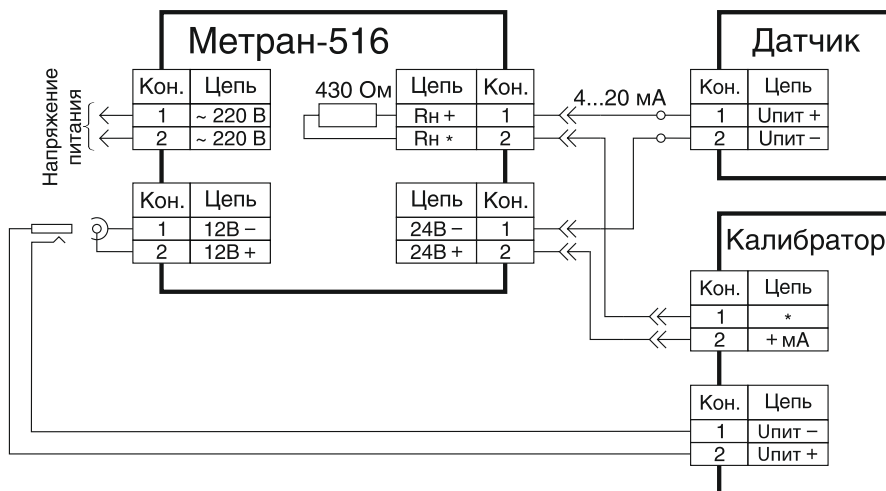 Метран-516
Датчик
Напряжение
питания
Кон. Цепь
1 ~ 220 В
2 ~ 220 В
430 Ом
Цепь Кон.
Rн + 1
Rн * 2
4...20 мА
Кон. Цепь
1 Uпит +
2 Uпит –
Кон. Цепь
1 12В –
2 12В +
Цепь Кон.
24В – 1
24В + 2
Калибратор
Кон. Цепь
1 *
2 + мА
Кон. Цепь
1 Uпит –
2 Uпит +